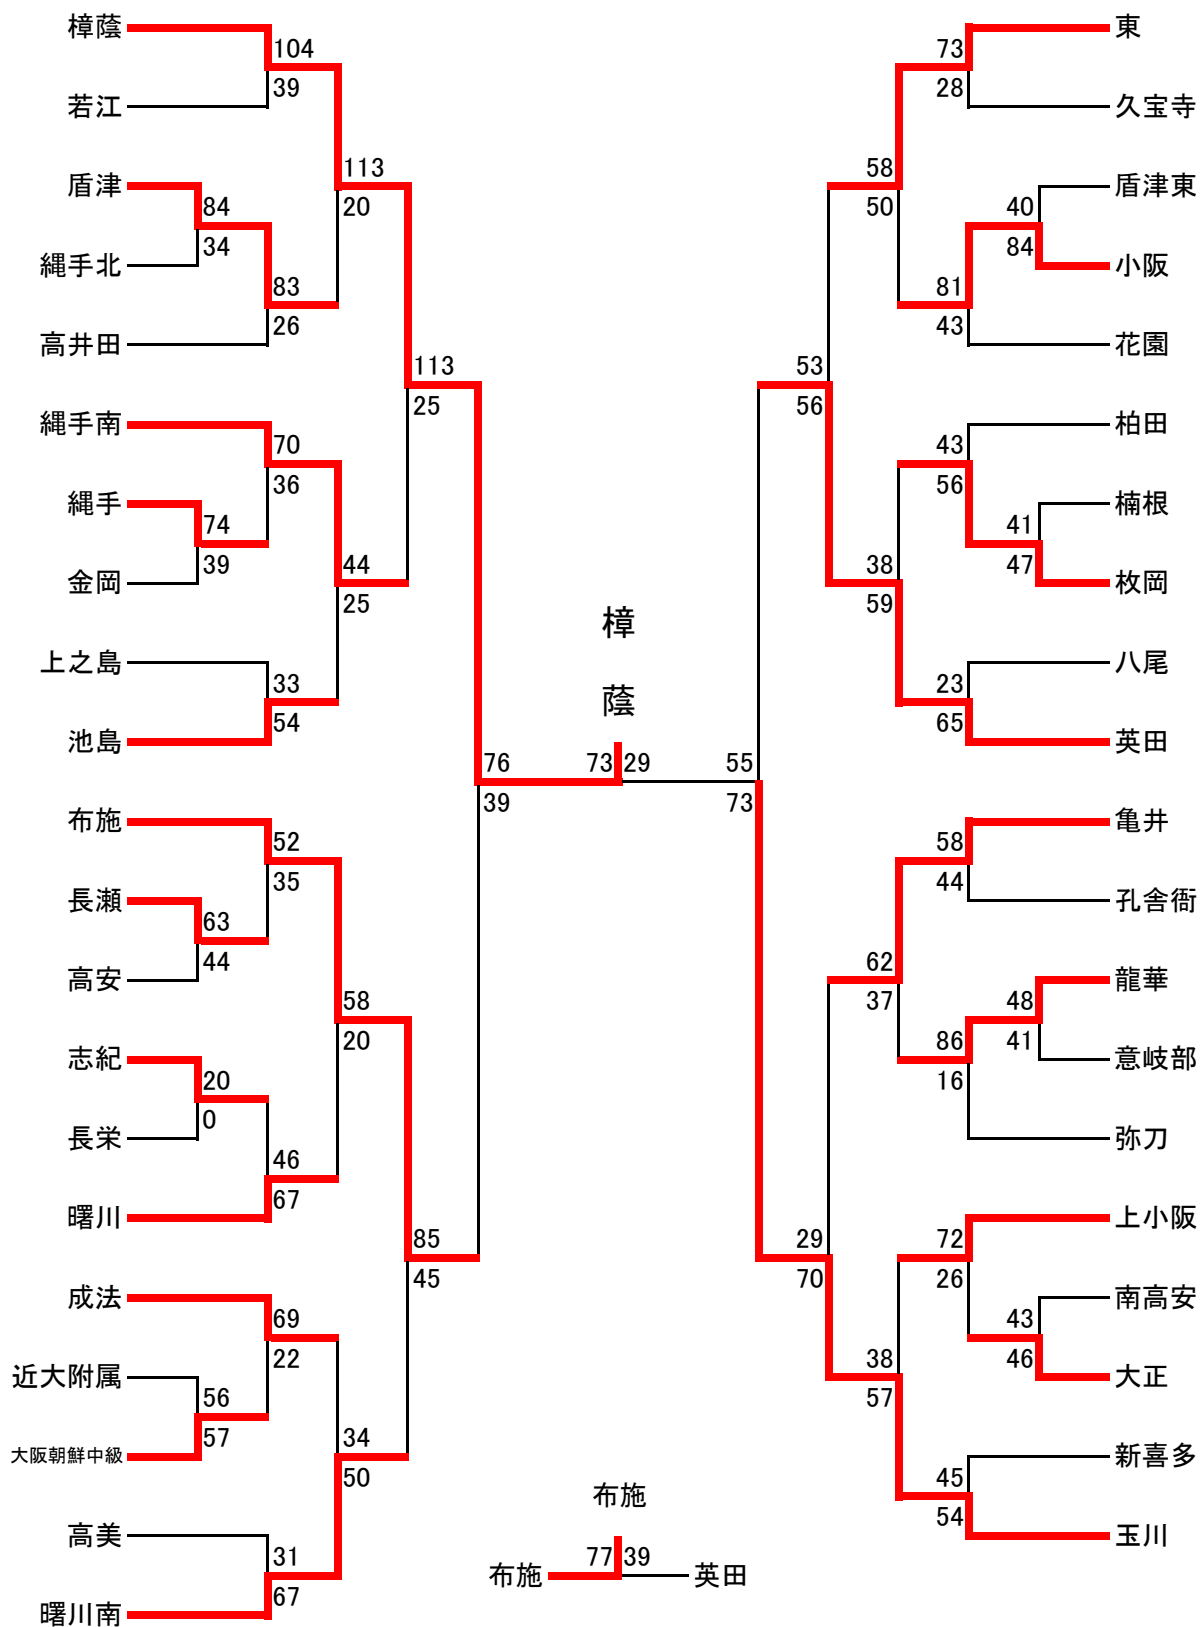 樟蔭
104
39
若江
盾津
84
34
縄手北
83
26
高井田
113
20
縄手南
70
36
縄手
74
39
金岡
44
25
上之島
33
54
池島
113
25
布施
52
35
長瀬
63
44
高安
58
20
志紀
20
0
長栄
46
67
曙川
85
45
成法
69
22
近大附属
56
57
大阪朝鮮中級
34
50
高美
31
67
曙川南
76
39
樟
蔭
73 29
東
73
28
久宝寺
58
50
盾津東
40
84
小阪
81
43
花園
53
56
柏田
43
56
楠根
41
47
枚岡
38
59
八尾
23
65
英田
55
73
亀井
58
44
孔舎衙
62
37
龍華
48
41
意岐部
86
16
弥刀
29
70
上小阪
72
26
南高安
43
46
大正
38
57
新喜多
45
54
玉川
布施
布施 77 39 英田